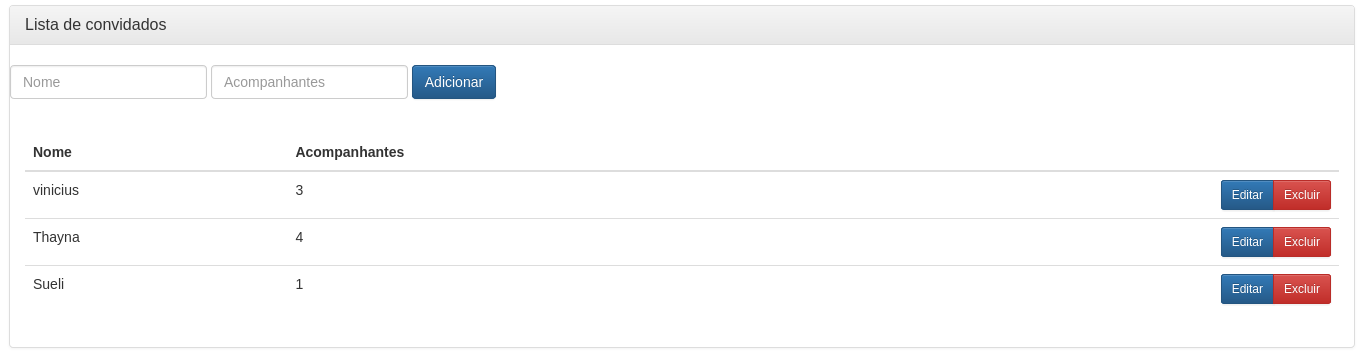 Lista de convidados
Nome Acompanhantes Adicionar
Nome Acompanhantes
vinicius 3 Editar Excluir
Thayna 4 Editar Excluir
Sueli 1 Editar Excluir